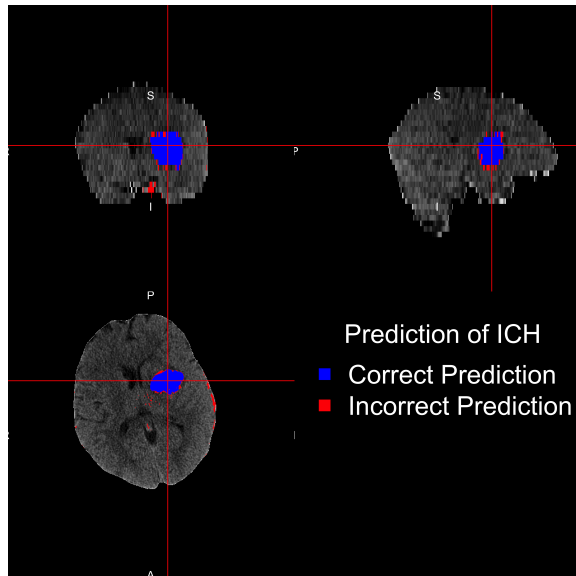 S
S
P
I
I
P
Prediction of ICH
Correct Prediction
Incorrect Prediction
A